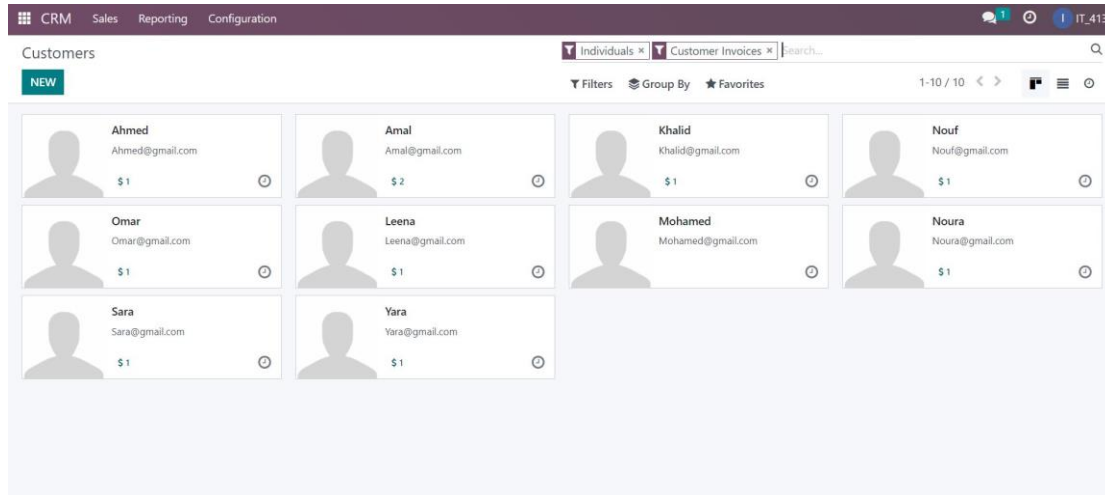 CRM Sales Reporting Configuration 1 I IT_413
Customers
Individuals × Customer Invoices × Search...
NEW
Filters Group By Favorites 1-10 / 10
Ahmed
Ahmed@gmail.com
$ 1
Amal
Amal@gmail.com
$ 2
Khalid
Khalid@gmail.com
$ 1
Nouf
Nouf@gmail.com
$ 1
Omar
Omar@gmail.com
$ 1
Leena
Leena@gmail.com
$ 1
Mohamed
Mohamed@gmail.com
Noura
Noura@gmail.com
$ 1
Sara
Sara@gmail.com
$ 1
Yara
Yara@gmail.com
$ 1